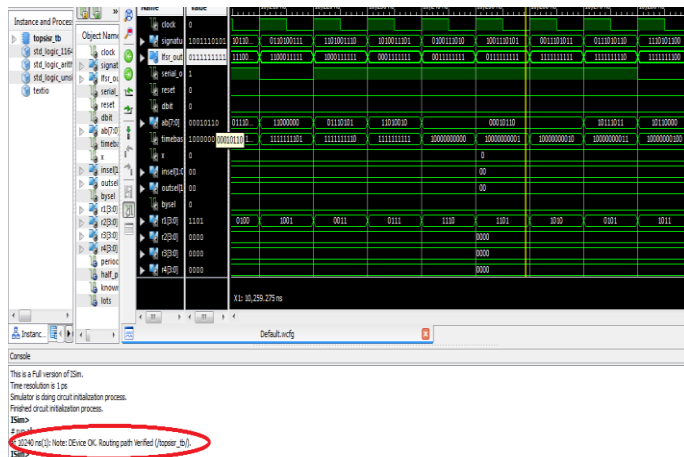 Instance and Proces
topsisr_tb
std_logic_1164
std_logic_arit
std_logic_unsi
textio
»
Object Name
clock
signat
lfsr_ou
serial_
reset
dbit
ab[7:0
timeb
x
insel[1
outsel
bysel
r1[3:0]
r2[3:0]
r3[3:0]
r4[3:0]
period
half_p
known
lots
Name Value
clock 0
signatu 1001110101 10110... 0110100111 1101001110 1010011101 0100111010 1001110101 0011101011 0111010110 1110101100
lfsr_out 0111111111 11100... 1100011111 1000111111 0001111111 0011111111 0111111111 1111111111 1111111110 1111111100
serial_o 1
reset 0
dbit 0
ab[7:0] 00010110 01110... 11000000 01110101 11010010 00010110 10111011 10110000
timebas 1000000 00010110 1... 1111111101 1111111110 1111111111 10000000000 10000000001 10000000010 10000000011 10000000100
x 0 0
insel[1:0 00 00
outsel[1 00 00
bysel 0
r1[3:0] 1101 0100 1001 0011 0111 1110 1101 1010 0101 1011
r2[3:0] 0000 0000
r3[3:0] 0000 0000
r4[3:0] 0000 0000
X1: 10,259.275 ns
Instanc...
Default.wcfg
Console
This is a Full version of ISim.
Time resolution is 1 ps
Simulator is doing circuit initialization process.
Finished circuit initialization process.
ISim>
10240 ns(1): Note: DEvice OK. Routing path Verified (/topsisr_tb/).
ISim>